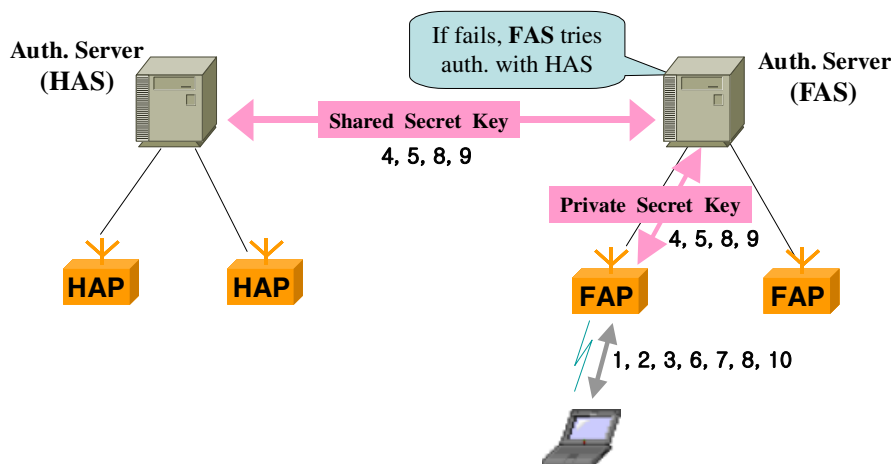 Auth. Server
(HAS)
If fails, FAS tries
auth. with HAS
Auth. Server
(FAS)
Shared Secret Key
4, 5, 8, 9
Private Secret Key
4, 5, 8, 9
HAP
HAP
FAP
FAP
1, 2, 3, 6, 7, 8, 10